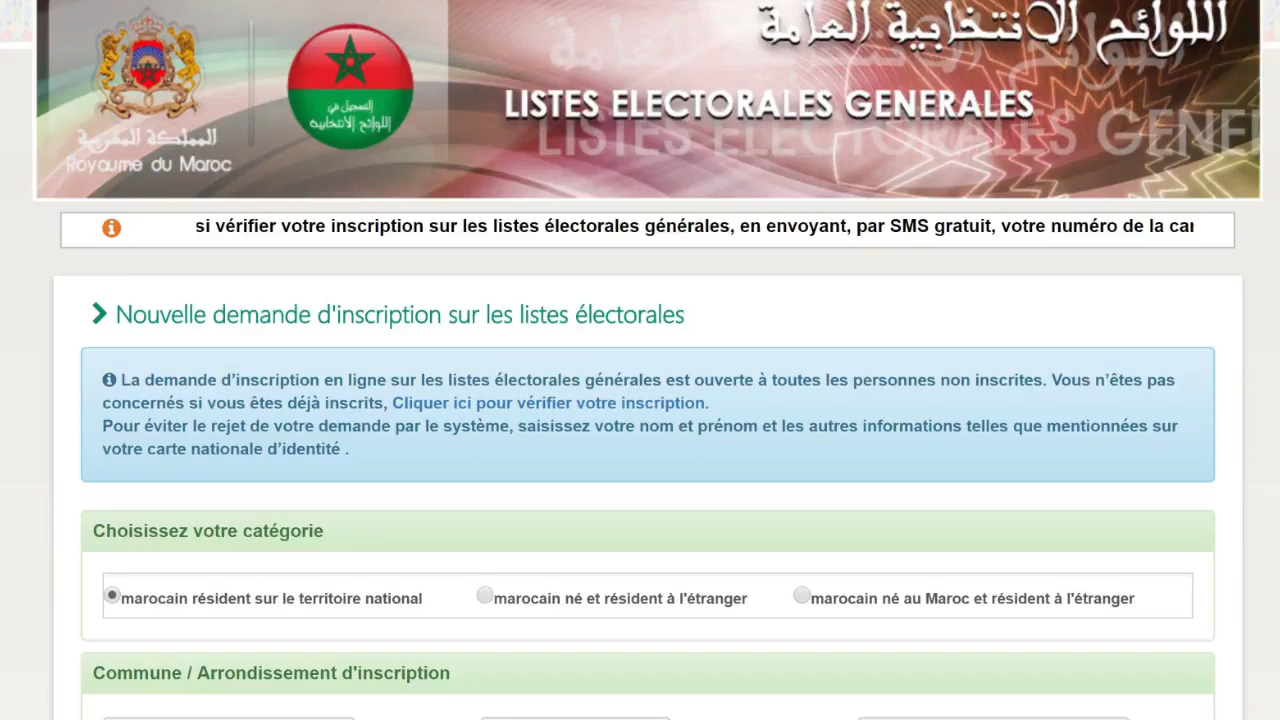 اللوائح الانتخابية العامة
LISTES ELECTORALES GENERALES
التسجيل في
اللوائح الانتخابية
المملكة المغربية
Royaume du Maroc
si vérifier votre inscription sur les listes électorales générales, en envoyant, par SMS gratuit, votre numéro de la car
Nouvelle demande d'inscription sur les listes électorales
La demande d’inscription en ligne sur les listes électorales générales est ouverte à toutes les personnes non inscrites. Vous n’êtes pas
concernés si vous êtes déjà inscrits, Cliquer ici pour vérifier votre inscription.
Pour éviter le rejet de votre demande par le système, saisissez votre nom et prénom et les autres informations telles que mentionnées sur
votre carte nationale d’identité .
Choisissez votre catégorie
marocain résident sur le territoire national marocain né et résident à l'étranger marocain né au Maroc et résident à l'étranger
Commune / Arrondissement d'inscription